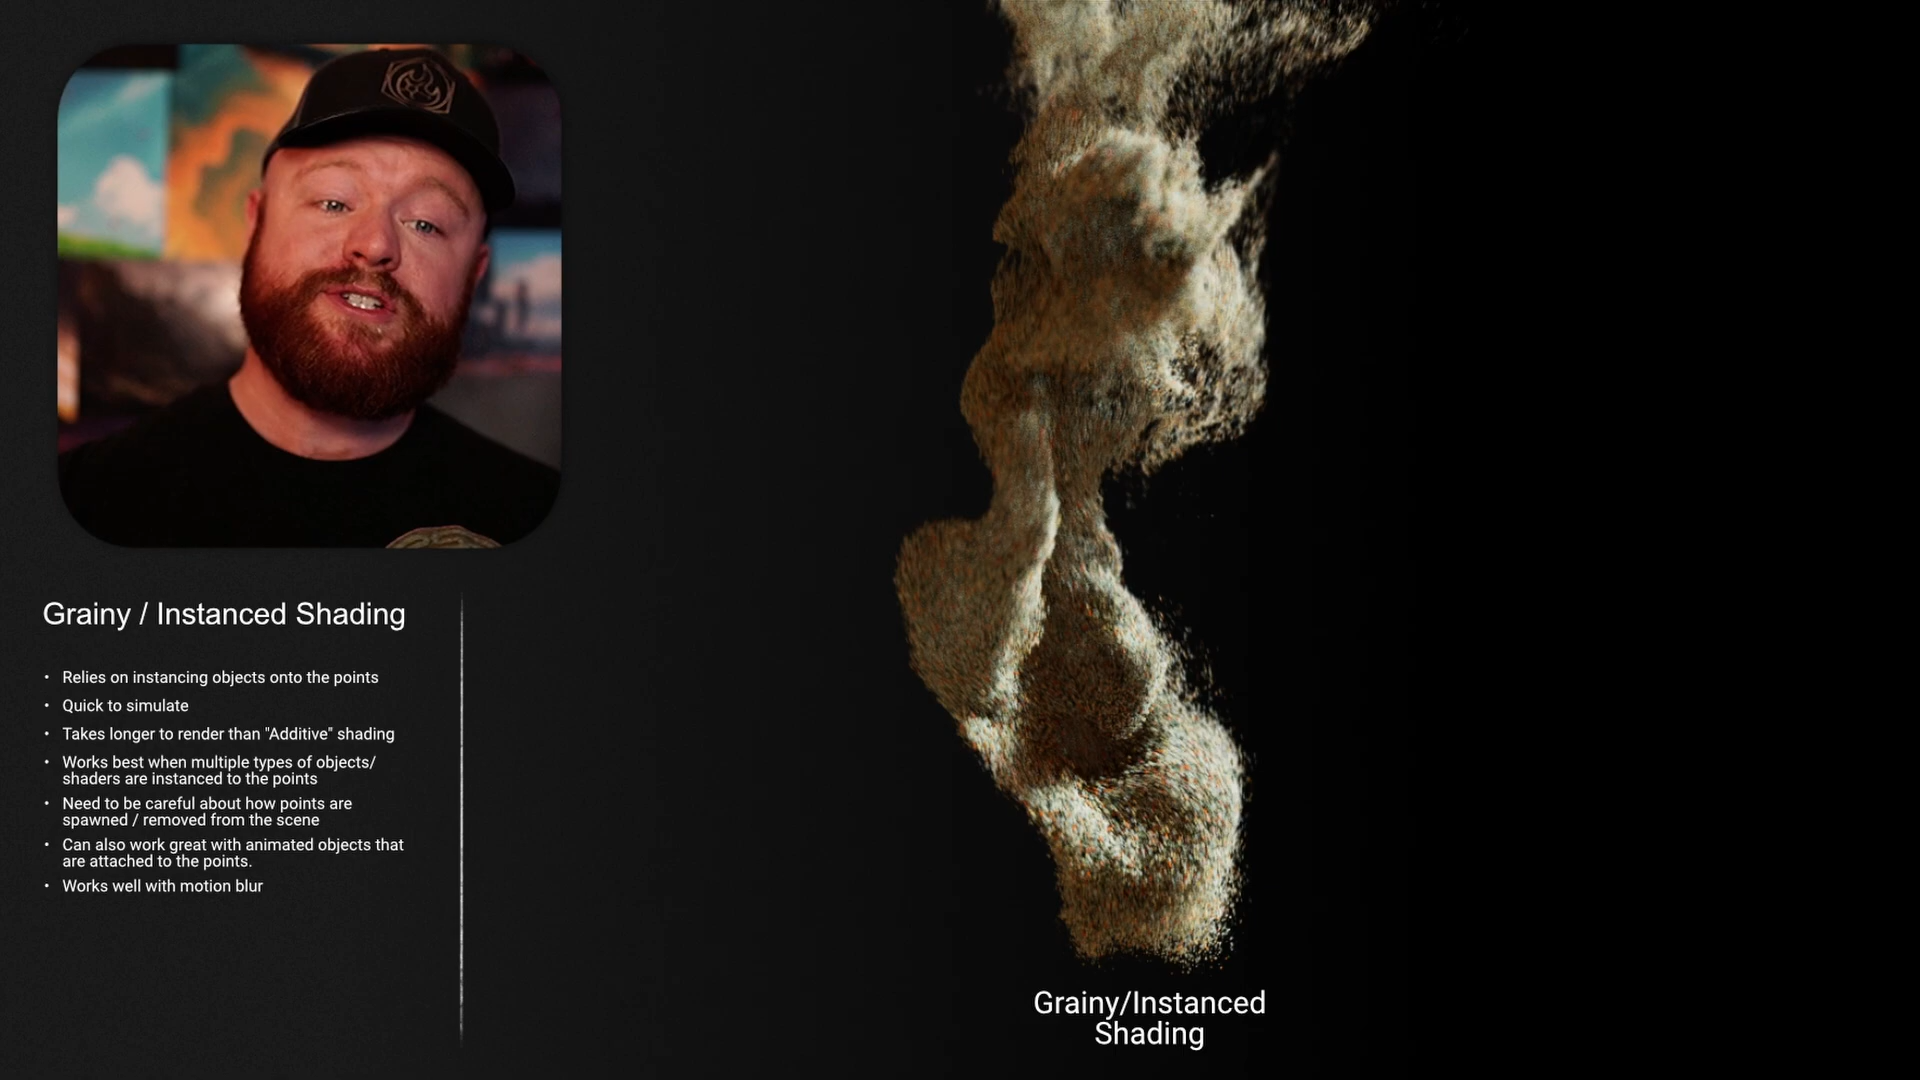 Grainy / Instanced Shading
• Relies on instancing objects onto the points
• Quick to simulate
• Takes longer to render than "Additive" shading
• Works best when multiple types of objects/
shaders are instanced to the points
• Need to be careful about how points are
spawned / removed from the scene
• Can also work great with animated objects that
are attached to the points.
• Works well with motion blur
Grainy/Instanced
Shading